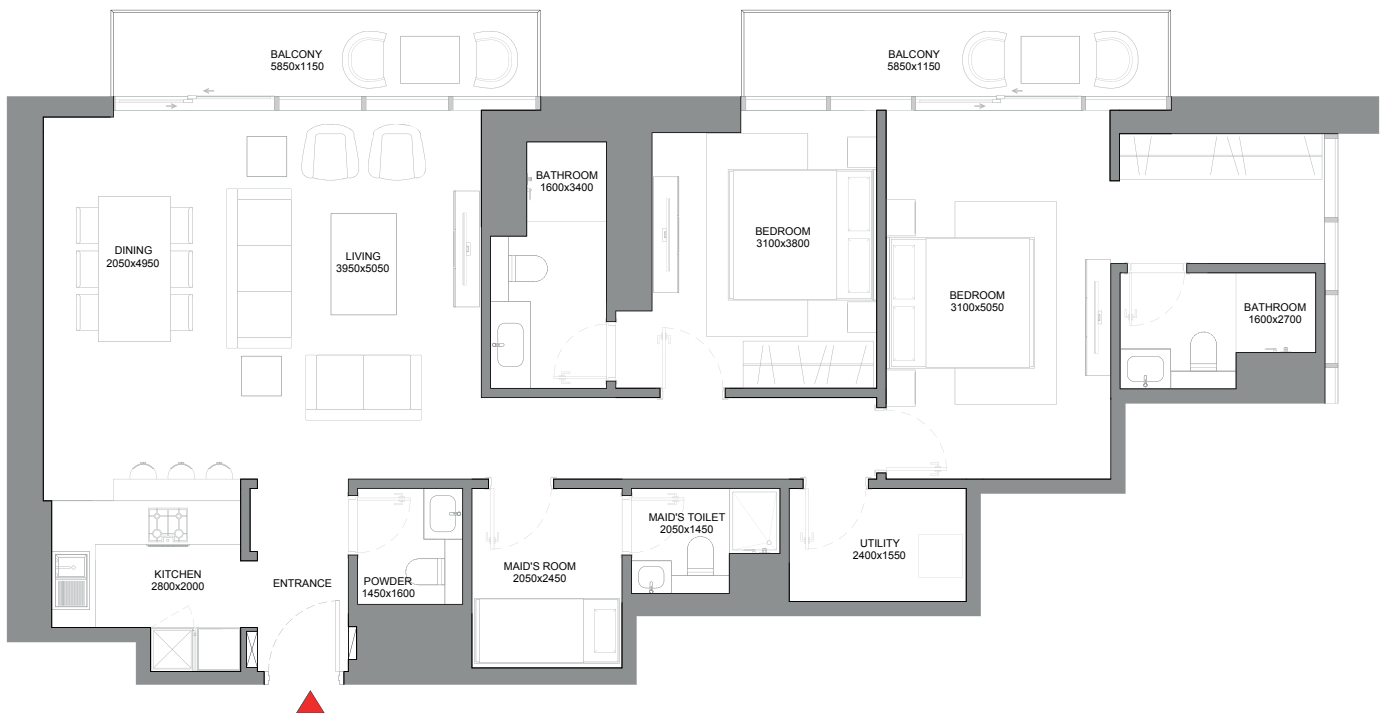 BALCONY
5850x1150
BALCONY
5850x1150
BATHROOM
1600x3400
DINING
2050x4950
LIVING
3950x5050
BEDROOM
3100x3800
BEDROOM
3100x5050
BATHROOM
1600x2700
KITCHEN
2800x2000
ENTRANCE
POWDER
1450x1600
MAID'S ROOM
2050x2450
MAID'S TOILET
2050x1450
UTILITY
2400x1550